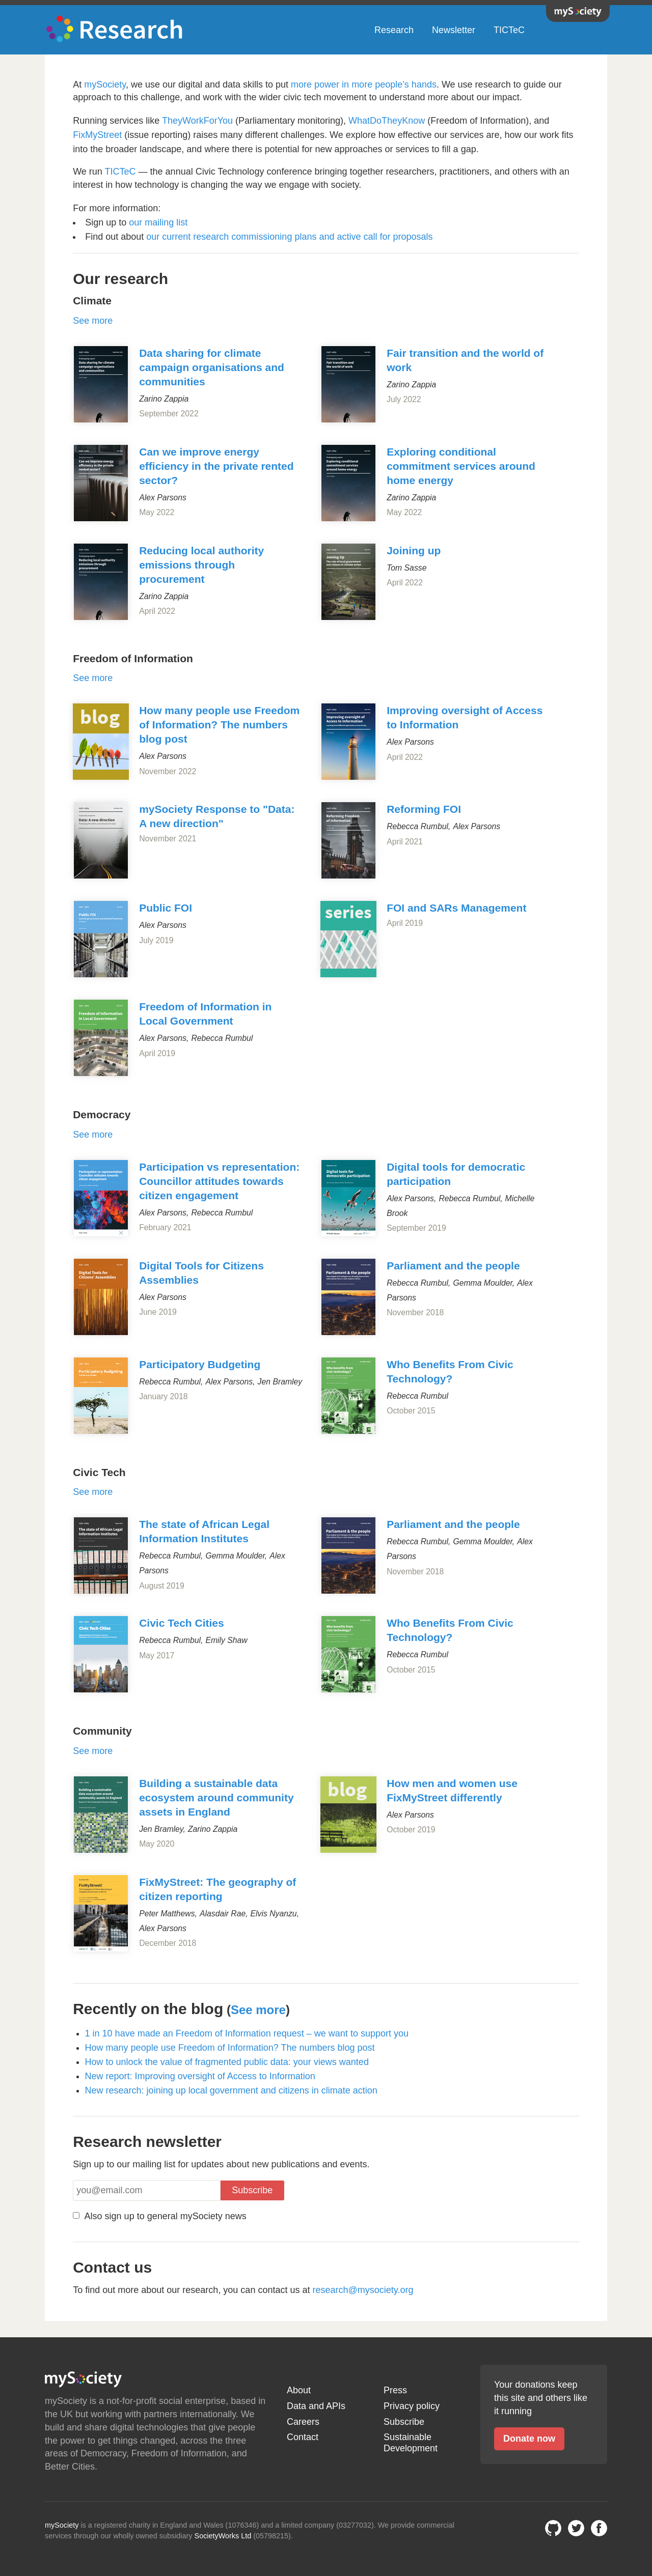 mySociety
Research
Research Newsletter TICTeC
At mySociety, we use our digital and data skills to put more power in more people's hands. We use research to guide our
approach to this challenge, and work with the wider civic tech movement to understand more about our impact.
Running services like TheyWorkForYou (Parliamentary monitoring), WhatDoTheyKnow (Freedom of Information), and
FixMyStreet (issue reporting) raises many different challenges. We explore how effective our services are, how our work fits
into the broader landscape, and where there is potential for new approaches or services to fill a gap.
We run TICTeC — the annual Civic Technology conference bringing together researchers, practitioners, and others with an
interest in how technology is changing the way we engage with society.
For more information:
• Sign up to our mailing list
• Find out about our current research commissioning plans and active call for proposals
Our research
Climate
See more
Data sharing for climate
campaign organisations and
communities
Zarino Zappia
September 2022
Fair transition and the world of
work
Zarino Zappia
July 2022
Can we improve energy
efficiency in the private rented
sector?
Alex Parsons
May 2022
Exploring conditional
commitment services around
home energy
Zarino Zappia
May 2022
Reducing local authority
emissions through
procurement
Zarino Zappia
April 2022
Joining up
Tom Sasse
April 2022
Freedom of Information
See more
blog
How many people use Freedom
of Information? The numbers
blog post
Alex Parsons
November 2022
Improving oversight of Access
to Information
Alex Parsons
April 2022
mySociety Response to "Data:
A new direction"
November 2021
Reforming FOI
Rebecca Rumbul, Alex Parsons
April 2021
Public FOI
Alex Parsons
July 2019
series
FOI and SARs Management
April 2019
Freedom of Information in
Local Government
Alex Parsons, Rebecca Rumbul
April 2019
Democracy
See more
Participation vs representation:
Councillor attitudes towards
citizen engagement
Alex Parsons, Rebecca Rumbul
February 2021
Digital tools for democratic
participation
Alex Parsons, Rebecca Rumbul, Michelle
Brook
September 2019
Digital Tools for Citizens
Assemblies
Alex Parsons
June 2019
Parliament and the people
Rebecca Rumbul, Gemma Moulder, Alex
Parsons
November 2018
Participatory Budgeting
Rebecca Rumbul, Alex Parsons, Jen Bramley
January 2018
Who Benefits From Civic
Technology?
Rebecca Rumbul
October 2015
Civic Tech
See more
The state of African Legal
Information Institutes
Rebecca Rumbul, Gemma Moulder, Alex
Parsons
August 2019
Parliament and the people
Rebecca Rumbul, Gemma Moulder, Alex
Parsons
November 2018
Civic Tech Cities
Rebecca Rumbul, Emily Shaw
May 2017
Who Benefits From Civic
Technology?
Rebecca Rumbul
October 2015
Community
See more
Building a sustainable data
ecosystem around community
assets in England
Jen Bramley, Zarino Zappia
May 2020
blog
How men and women use
FixMyStreet differently
Alex Parsons
October 2019
FixMyStreet: The geography of
citizen reporting
Peter Matthews, Alasdair Rae, Elvis Nyanzu,
Alex Parsons
December 2018
Recently on the blog (See more)
• 1 in 10 have made an Freedom of Information request – we want to support you
• How many people use Freedom of Information? The numbers blog post
• How to unlock the value of fragmented public data: your views wanted
• New report: Improving oversight of Access to Information
• New research: joining up local government and citizens in climate action
Research newsletter
Sign up to our mailing list for updates about new publications and events.
you@email.com Subscribe
Also sign up to general mySociety news
Contact us
To find out more about our research, you can contact us at research@mysociety.org
mySociety
mySociety is a not-for-profit social enterprise, based in
the UK but working with partners internationally. We
build and share digital technologies that give people
the power to get things changed, across the three
areas of Democracy, Freedom of Information, and
Better Cities.
About
Data and APIs
Careers
Contact
Press
Privacy policy
Subscribe
Sustainable
Development
Your donations keep
this site and others like
it running
Donate now
mySociety is a registered charity in England and Wales (1076346) and a limited company (03277032). We provide commercial
services through our wholly owned subsidiary SocietyWorks Ltd (05798215).